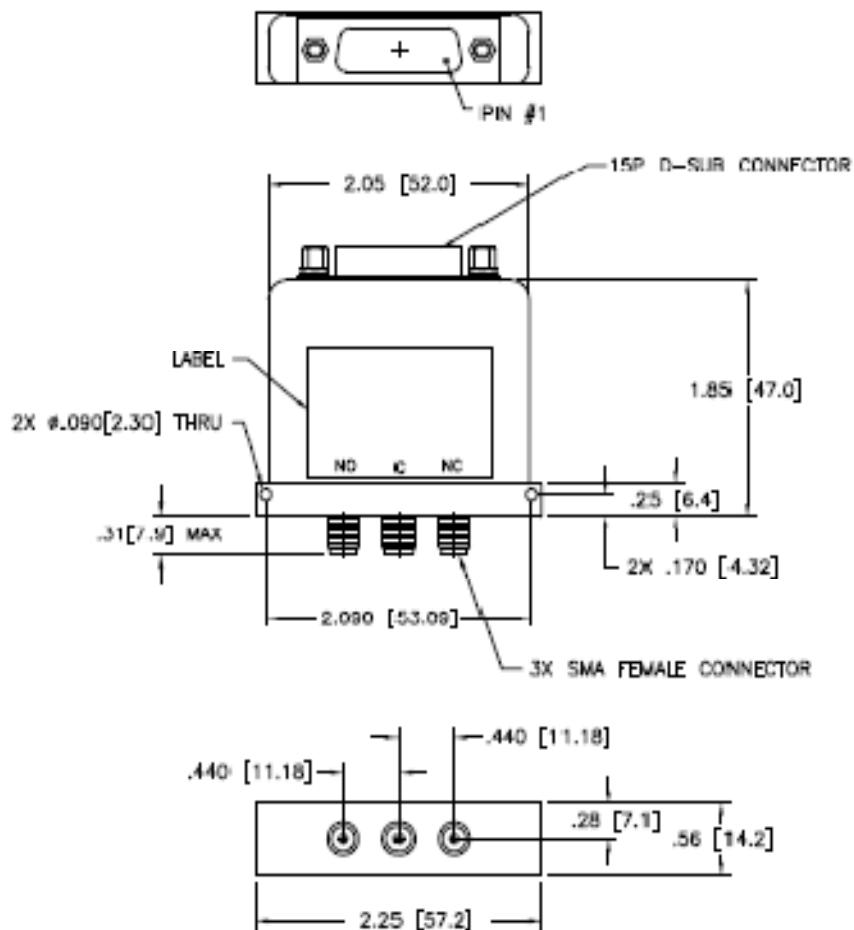 PIN #1
15P D-SUB CONNECTOR
2.05 [52.0]
LABEL
1.85 [47.0]
2X ø.090[2.30] THRU
NO IC NC
.25 [6.4]
.31[7.9] MAX
2X .170 [4.32]
2.090 [53.09]
3X SMA FEMALE CONNECTOR
.440 [11.18]
.440 [11.18]
.28 [7.1]
.56 [14.2]
2.25 [57.2]